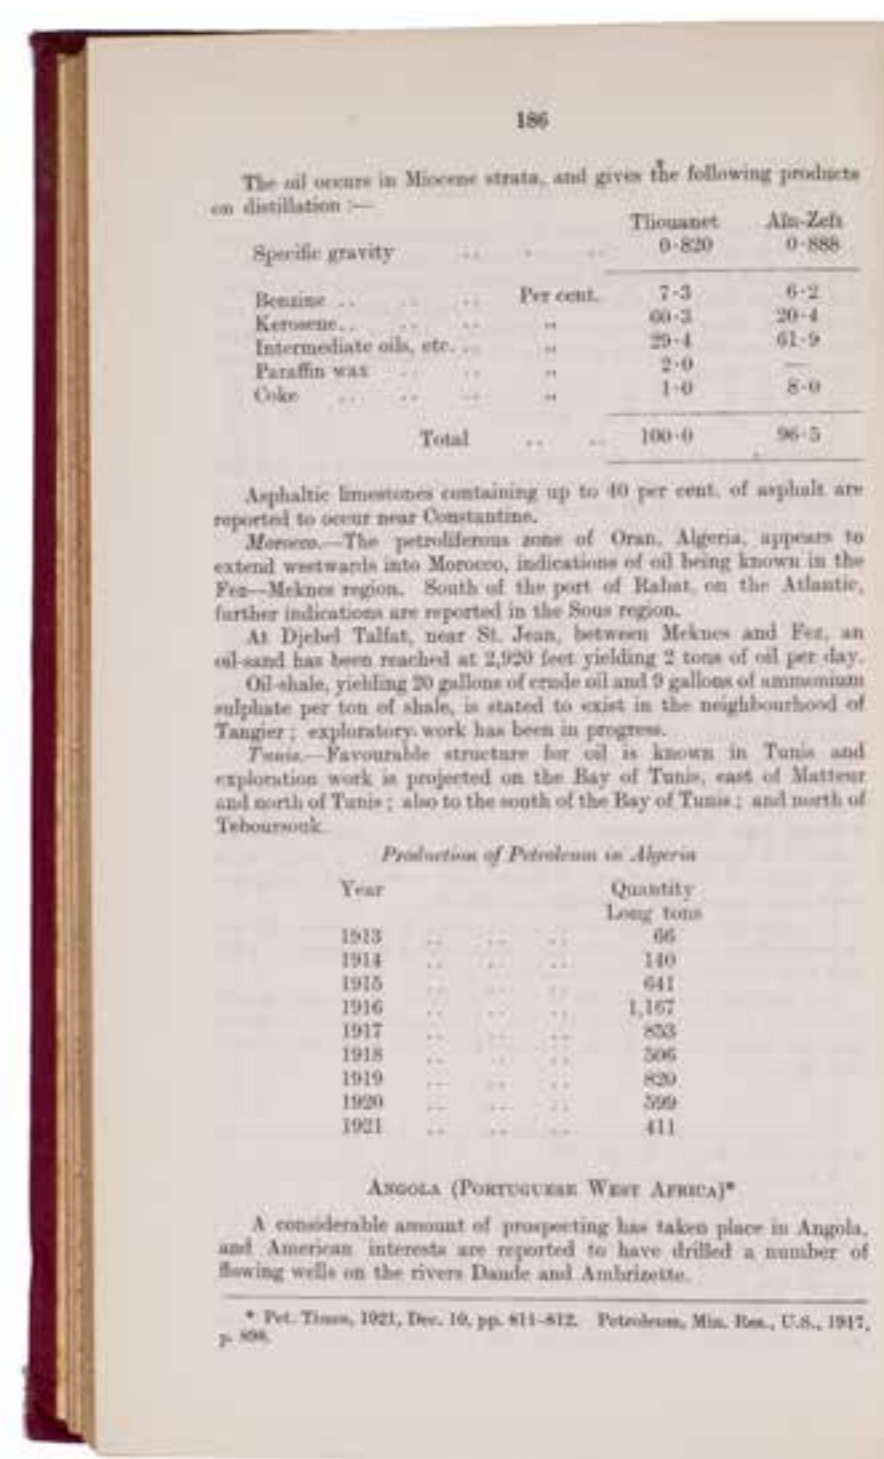 186
The oil occurs in Miocene strata, and gives the following products
on distillation :—
Thouanet Aïn-Zeft
Specific gravity .. . .. 0·820 0·888
Benzine .. .. .. Per cent. 7·3 6·2
Kerosene.. .. .. ,, 60·3 20·4
Intermediate oils, etc. .. ,, 29·4 61·9
Paraffin wax .. .. ,, 2·0 —
Coke .. .. .. ,, 1·0 8·0
Total .. .. 100·0 96·5
Asphaltic limestones containing up to 40 per cent. of asphalt are
reported to occur near Constantine.
Morocco.—The petroliferous zone of Oran, Algeria, appears to
extend westwards into Morocco, indications of oil being known in the
Fez—Meknes region. South of the port of Rabat, on the Atlantic,
further indications are reported in the Sous region.
At Djebel Talfat, near St. Jean, between Meknes and Fez, an
oil-sand has been reached at 2,920 feet yielding 2 tons of oil per day.
Oil-shale, yielding 20 gallons of crude oil and 9 gallons of ammonium
sulphate per ton of shale, is stated to exist in the neighbourhood of
Tangier ; exploratory work has been in progress.
Tunis.—Favourable structure for oil is known in Tunis and
exploration work is projected on the Bay of Tunis, east of Matteur
and north of Tunis ; also to the south of the Bay of Tunis ; and north of
Teboursouk.
Production of Petroleum in Algeria
Year Quantity
Long tons
1913 .. .. .. 66
1914 .. .. .. 140
1915 .. .. .. 641
1916 .. .. .. 1,167
1917 .. .. .. 853
1918 .. .. .. 506
1919 .. .. .. 820
1920 .. .. .. 599
1921 .. .. .. 411
ANGOLA (PORTUGUESE WEST AFRICA)*
A considerable amount of prospecting has taken place in Angola,
and American interests are reported to have drilled a number of
flowing wells on the rivers Dande and Ambrizette.
* Pet. Times, 1921, Dec. 10, pp. 811–812. Petroleum, Min. Res., U.S., 1917,
p. 898.